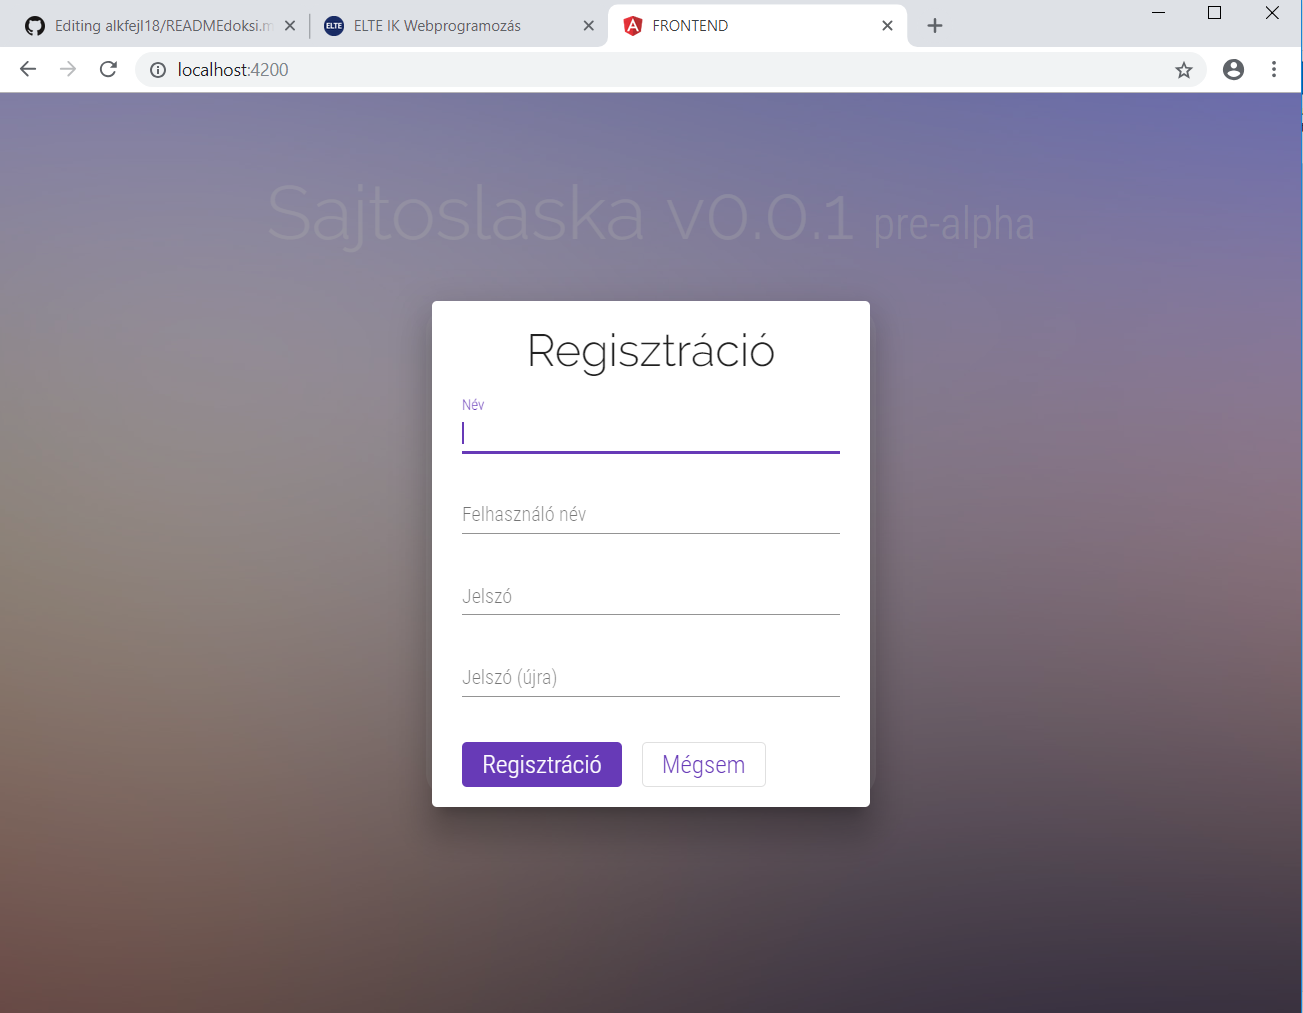 Editing alkfejl18/READMEdoksi.m
ELTE
ELTE IK Webprogramozás
FRONTEND
localhost:4200
Sajtoslaska v0.0.1 pre-alpha
Regisztráció
Név
Felhasználó név
Jelszó
Jelszó (újra)
Regisztráció
Mégsem